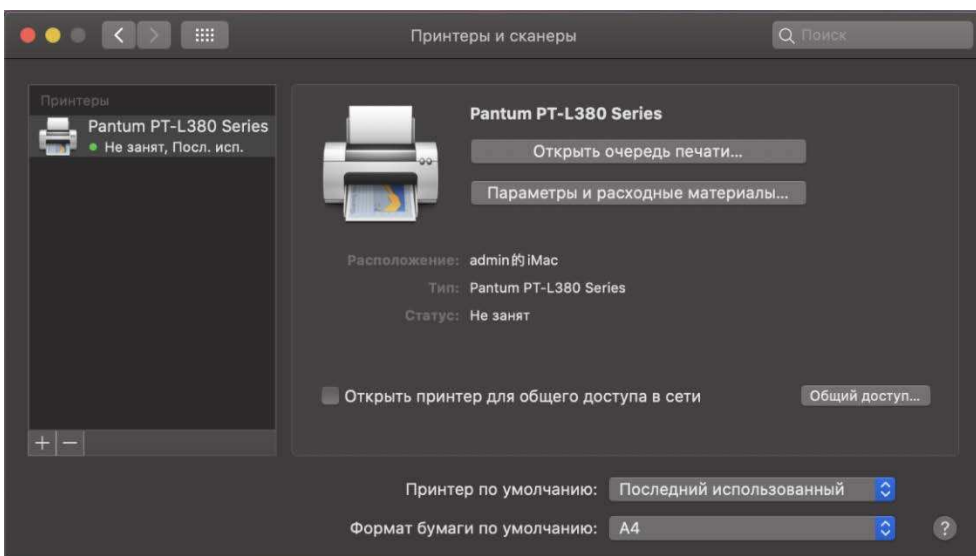 Принтеры и сканеры
Поиск
Принтеры
Pantum PT-L380 Series
Не занят, Посл. исп.
Pantum PT-L380 Series
Открыть очередь печати...
Параметры и расходные материалы...
Расположение: admin的iMac
Тип: Pantum PT-L380 Series
Статус: Не занят
Открыть принтер для общего доступа в сети
Общий доступ...
+ −
Принтер по умолчанию: Последний использованный
Формат бумаги по умолчанию: A4
?